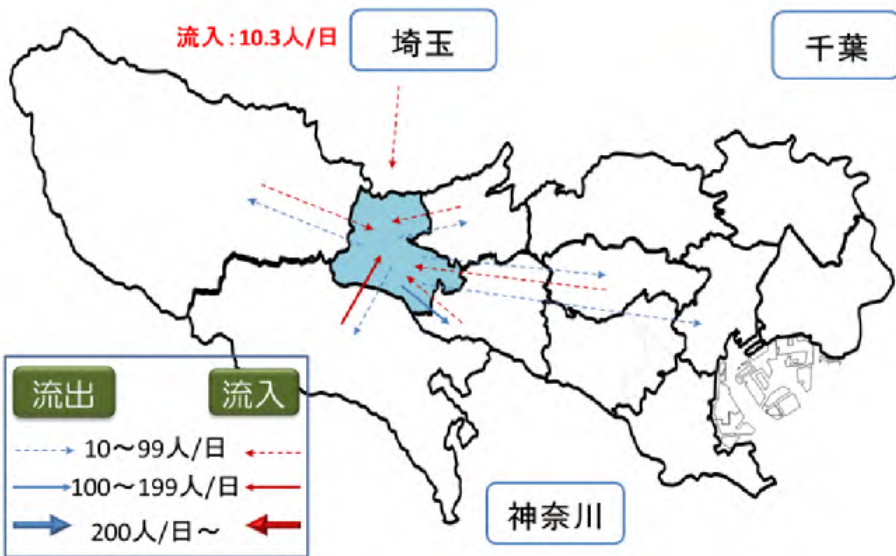 流入：10.3人/日
埼玉
千葉
流出 流入
10～99人/日
100～199人/日
200人/日～
神奈川